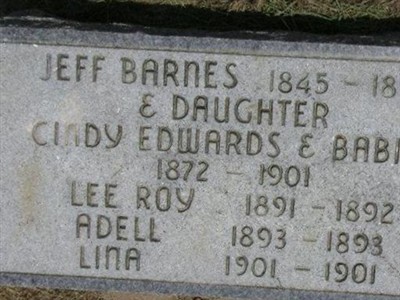 JEFF BARNES 1845 - 18
& DAUGHTER
CINDY EDWARDS & BABI
1872 - 1901
LEE ROY 1891 - 1892
ADELL 1893 - 1893
LINA 1901 - 1901